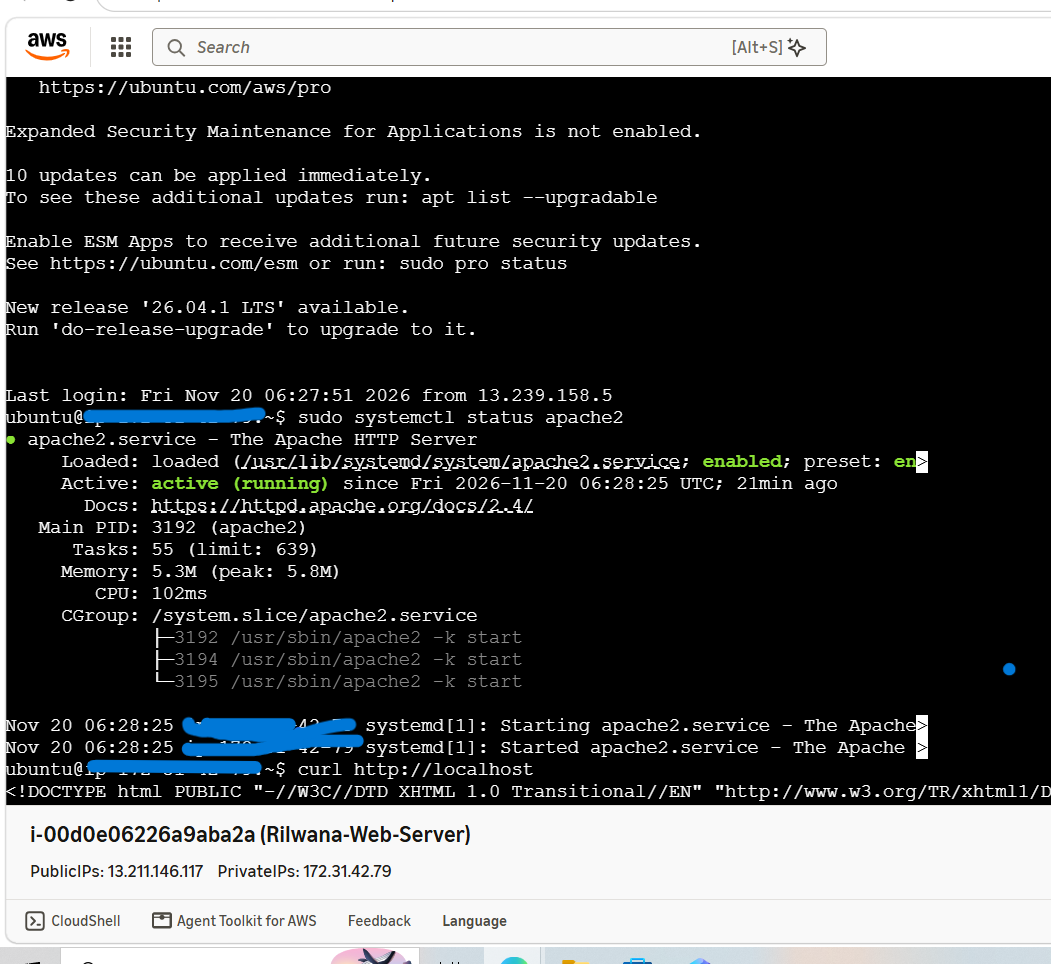 aws
Search [Alt+S]
https://ubuntu.com/aws/pro
Expanded Security Maintenance for Applications is not enabled.
10 updates can be applied immediately.
To see these additional updates run: apt list --upgradable
Enable ESM Apps to receive additional future security updates.
See https://ubuntu.com/esm or run: sudo pro status
New release '26.04.1 LTS' available.
Run 'do-release-upgrade' to upgrade to it.
Last login: Fri Nov 20 06:27:51 2026 from 13.239.158.5
ubuntu@ :~$ sudo systemctl status apache2
● apache2.service - The Apache HTTP Server
Loaded: loaded (/usr/lib/systemd/system/apache2.service; enabled; preset: en>
Active: active (running) since Fri 2026-11-20 06:28:25 UTC; 21min ago
Docs: https://httpd.apache.org/docs/2.4/
Main PID: 3192 (apache2)
Tasks: 55 (limit: 639)
Memory: 5.3M (peak: 5.8M)
CPU: 102ms
CGroup: /system.slice/apache2.service
├─3192 /usr/sbin/apache2 -k start
├─3194 /usr/sbin/apache2 -k start
└─3195 /usr/sbin/apache2 -k start
Nov 20 06:28:25 systemd[1]: Starting apache2.service - The Apache>
Nov 20 06:28:25 systemd[1]: Started apache2.service - The Apache >
ubuntu@ :~$ curl http://localhost
<!DOCTYPE html PUBLIC "-//W3C//DTD XHTML 1.0 Transitional//EN" "http://www.w3.org/TR/xhtml1/D
i-00d0e06226a9aba2a (Rilwana-Web-Server)
PublicIPs: 13.211.146.117 PrivateIPs: 172.31.42.79
CloudShell Agent Toolkit for AWS Feedback Language